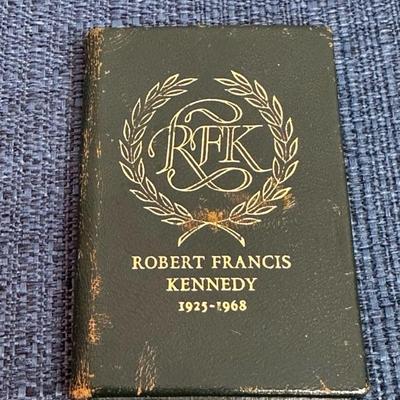 RFK
ROBERT FRANCIS
KENNEDY
1925-1968